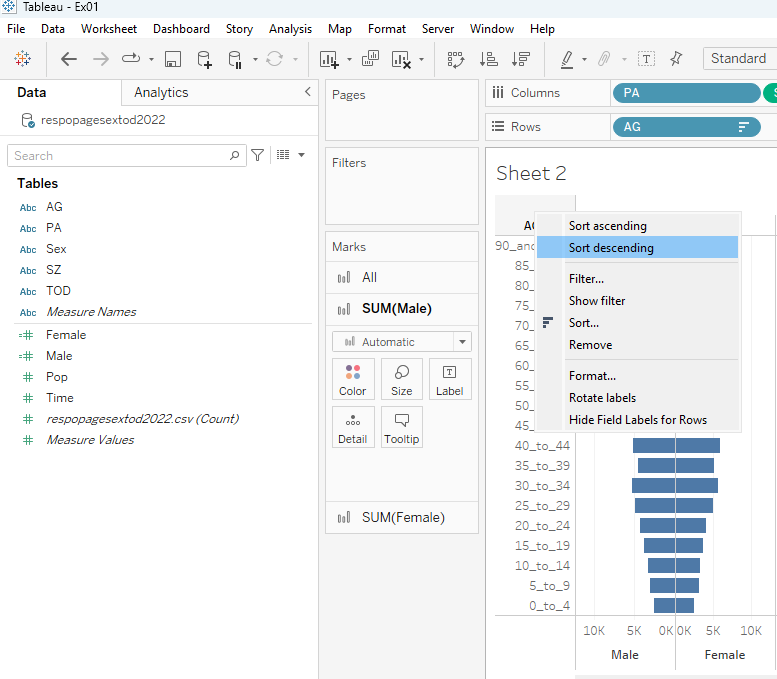 Tableau - Ex01
File Data Worksheet Dashboard Story Analysis Map Format Server Window Help
Standard
Data Analytics
respopagesextod2022
Search
Tables
Abc AG
Abc PA
Abc Sex
Abc SZ
Abc TOD
Abc Measure Names
Female
Male
Pop
Time
respopagesextod2022.csv (Count)
Measure Values
Pages
Filters
Marks
All
SUM(Male)
Automatic
Color Size Label
Detail Tooltip
SUM(Female)
Columns PA
Rows AG
Sheet 2
Sort ascending
Sort descending
Filter...
Show filter
Sort...
Remove
Format...
Rotate labels
Hide Field Labels for Rows
90_an
85_
80_
75_
70_
65_
60_
55_
50_
45_
40_to_44
35_to_39
30_to_34
25_to_29
20_to_24
15_to_19
10_to_14
5_to_9
0_to_4
10K 5K 0K 0K 5K 10K
Male Female